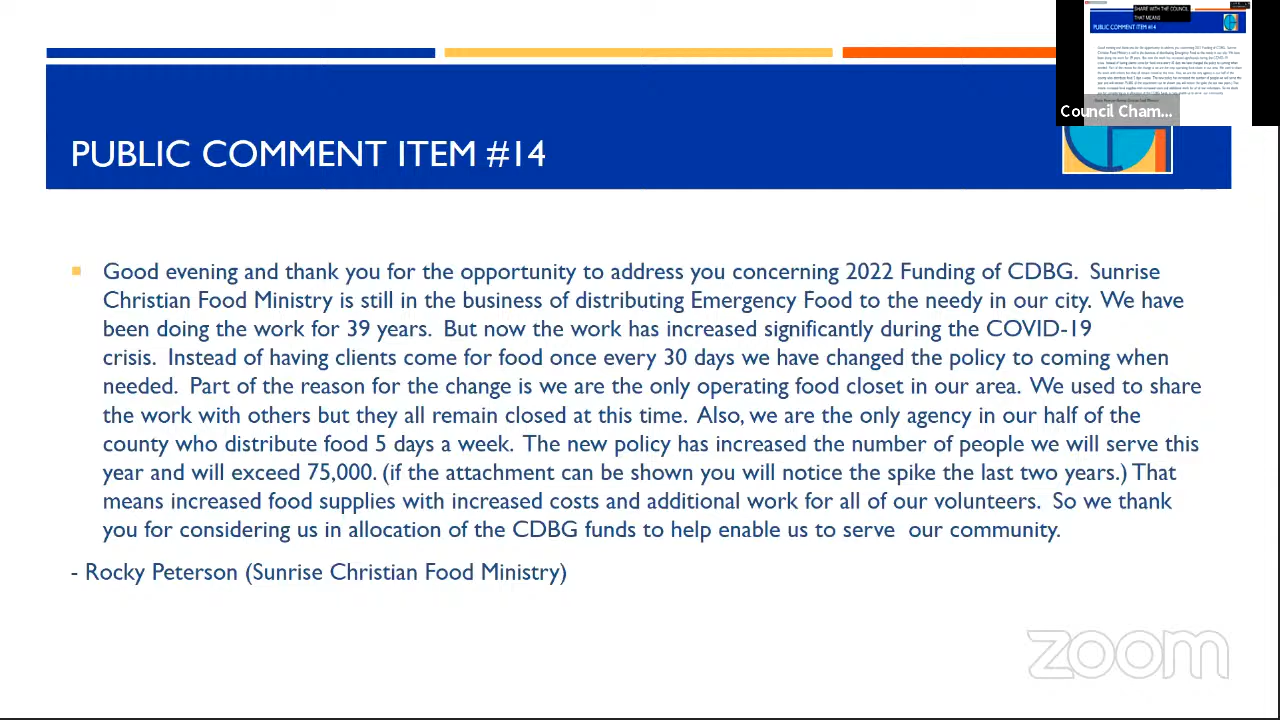 SHARE WITH THE COUNCIL
THAT MEANS
PUBLIC COMMENT ITEM #14
Council Cham...
PUBLIC COMMENT ITEM #14
Good evening and thank you for the opportunity to address you concerning 2022 Funding of CDBG.  Sunrise
Christian Food Ministry is still in the business of distributing Emergency Food to the needy in our city.  We have
been doing the work for 39 years.  But now the work has increased significantly during the COVID-19
crisis.  Instead of having clients come for food once every 30 days we have changed the policy to coming when
needed.  Part of the reason for the change is we are the only operating food closet in our area.  We used to share
the work with others but they all remain closed at this time.  Also, we are the only agency in our half of the
county who distribute food 5 days a week.  The new policy has increased the number of people we will serve this
year and will exceed 75,000. (if the attachment can be shown you will notice the spike the last two years.) That
means increased food supplies with increased costs and additional work for all of our volunteers.  So we thank
you for considering us in allocation of the CDBG funds to help enable us to serve  our community.
- Rocky Peterson (Sunrise Christian Food Ministry)
zoom